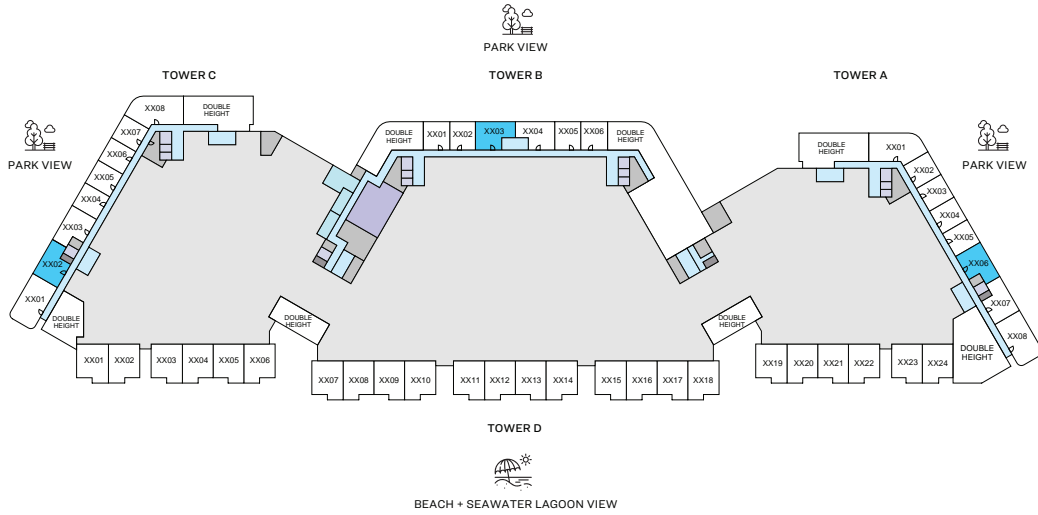 PARK VIEW
TOWER C
TOWER B
TOWER A
PARK VIEW
PARK VIEW
XX08
DOUBLE
HEIGHT
XX07
XX06
XX05
XX04
XX03
XX02
XX01
DOUBLE
HEIGHT
DOUBLE
HEIGHT
XX01
XX02
XX03
XX04
XX05
XX06
DOUBLE
HEIGHT
DOUBLE
HEIGHT
XX01
XX02
XX03
XX04
XX05
XX06
XX07
XX08
DOUBLE
HEIGHT
DOUBLE
HEIGHT
DOUBLE
HEIGHT
XX01
XX02
XX03
XX04
XX05
XX06
XX07
XX08
XX09
XX10
XX11
XX12
XX13
XX14
XX15
XX16
XX17
XX18
XX19
XX20
XX21
XX22
XX23
XX24
TOWER D
BEACH + SEAWATER LAGOON VIEW